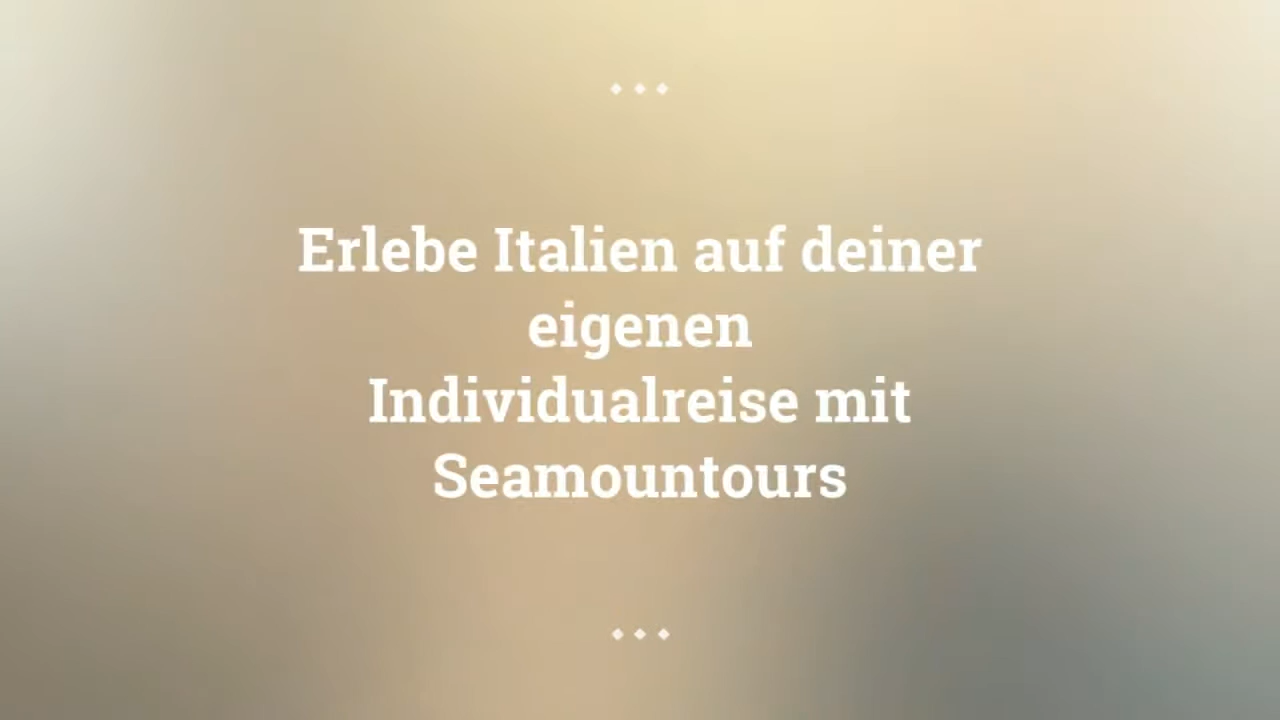 Erlebe Italien auf deiner
eigenen
Individualreise mit
Seamountours